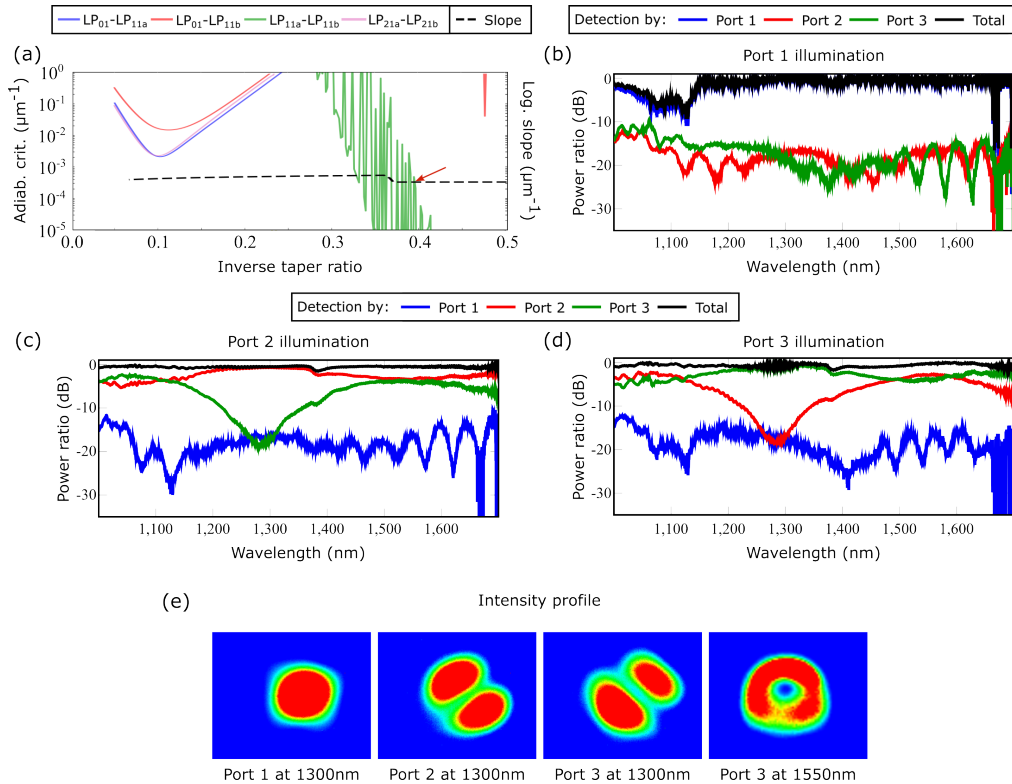 LP01-LP11a LP01-LP11b LP11a-LP11b LP21a-LP21b Slope
Detection by: Port 1 Port 2 Port 3 Total
(a)
Adiab. crit. (μm⁻¹)
10⁰
10⁻¹
10⁻²
10⁻³
10⁻⁴
10⁻⁵
0.0 0.1 0.2 0.3 0.4 0.5
Inverse taper ratio
Log. slope (μm⁻¹)
(b)
Port 1 illumination
Power ratio (dB)
0
-10
-20
-30
1,100 1,200 1,300 1,400 1,500 1,600
Wavelength (nm)
Detection by: Port 1 Port 2 Port 3 Total
(c)
Port 2 illumination
Power ratio (dB)
0
-10
-20
-30
1,100 1,200 1,300 1,400 1,500 1,600
Wavelength (nm)
(d)
Port 3 illumination
Power ratio (dB)
0
-10
-20
-30
1,100 1,200 1,300 1,400 1,500 1,600
Wavelength (nm)
(e)
Intensity profile
Port 1 at 1300nm Port 2 at 1300nm Port 3 at 1300nm Port 3 at 1550nm